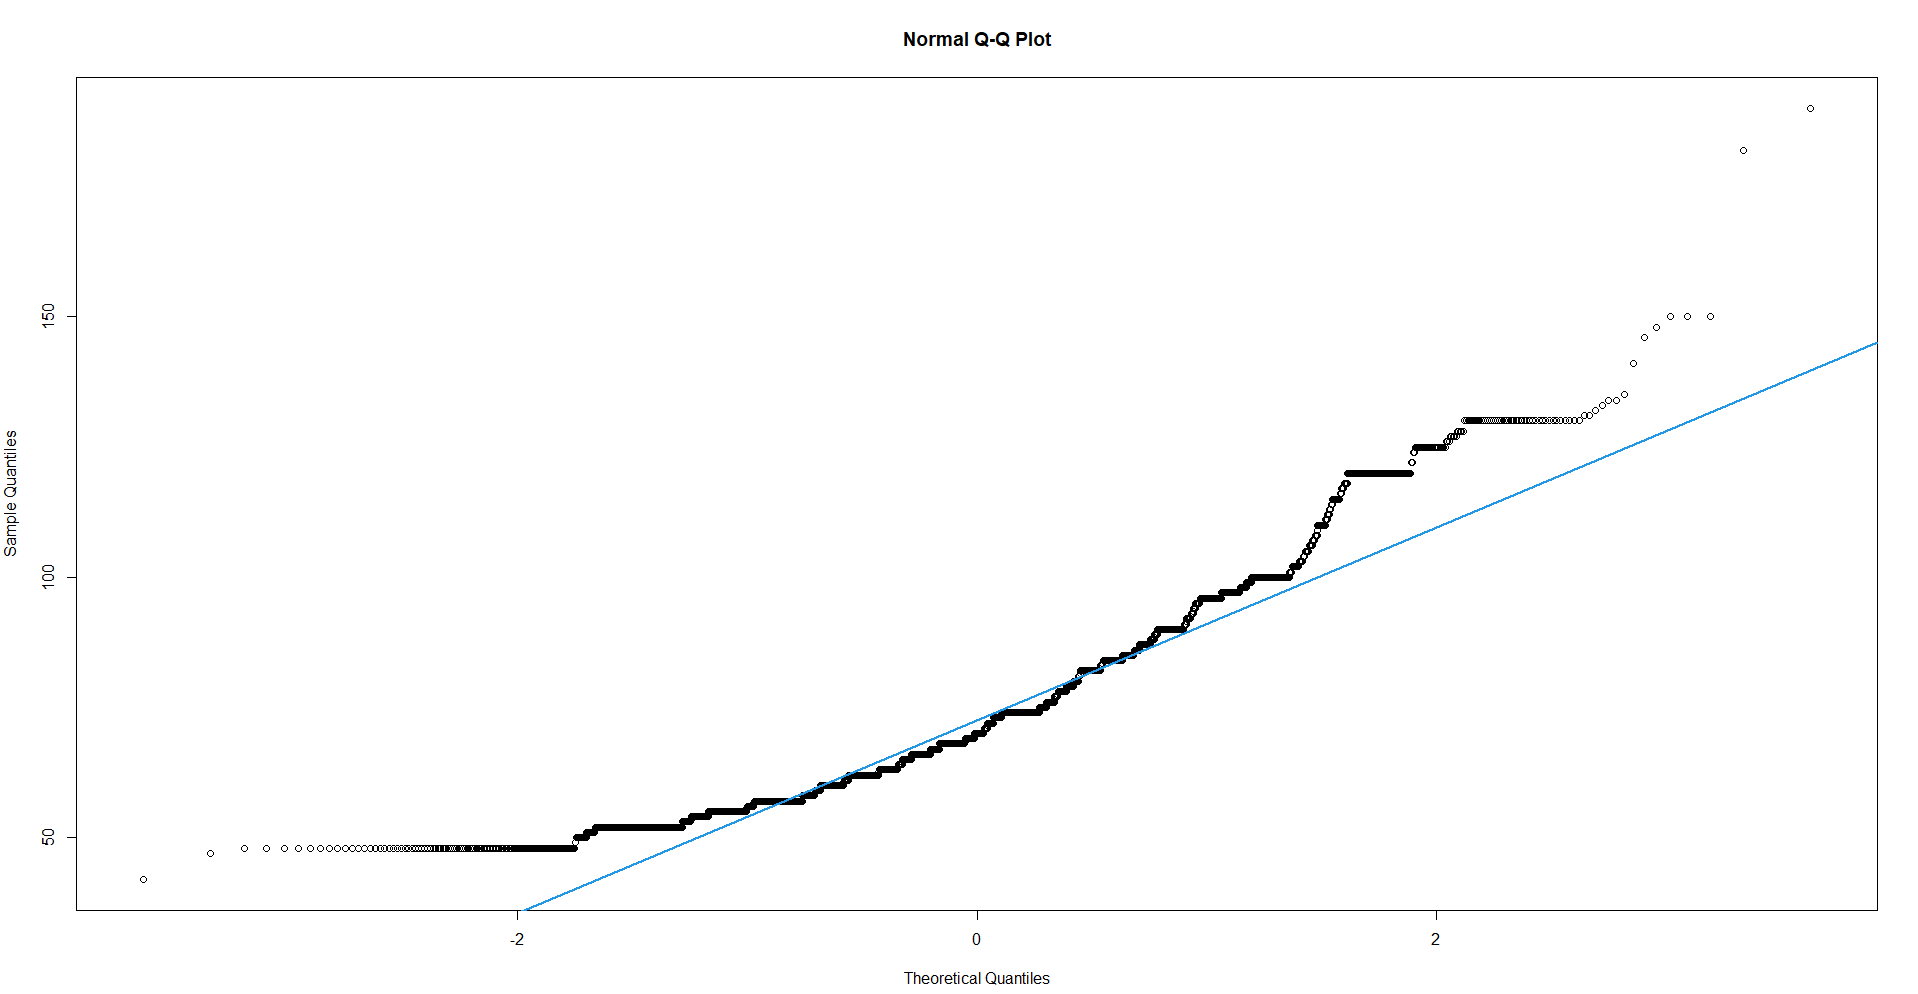 Normal Q-Q Plot
150
100
50
Sample Quantiles
-2 0 2
Theoretical Quantiles